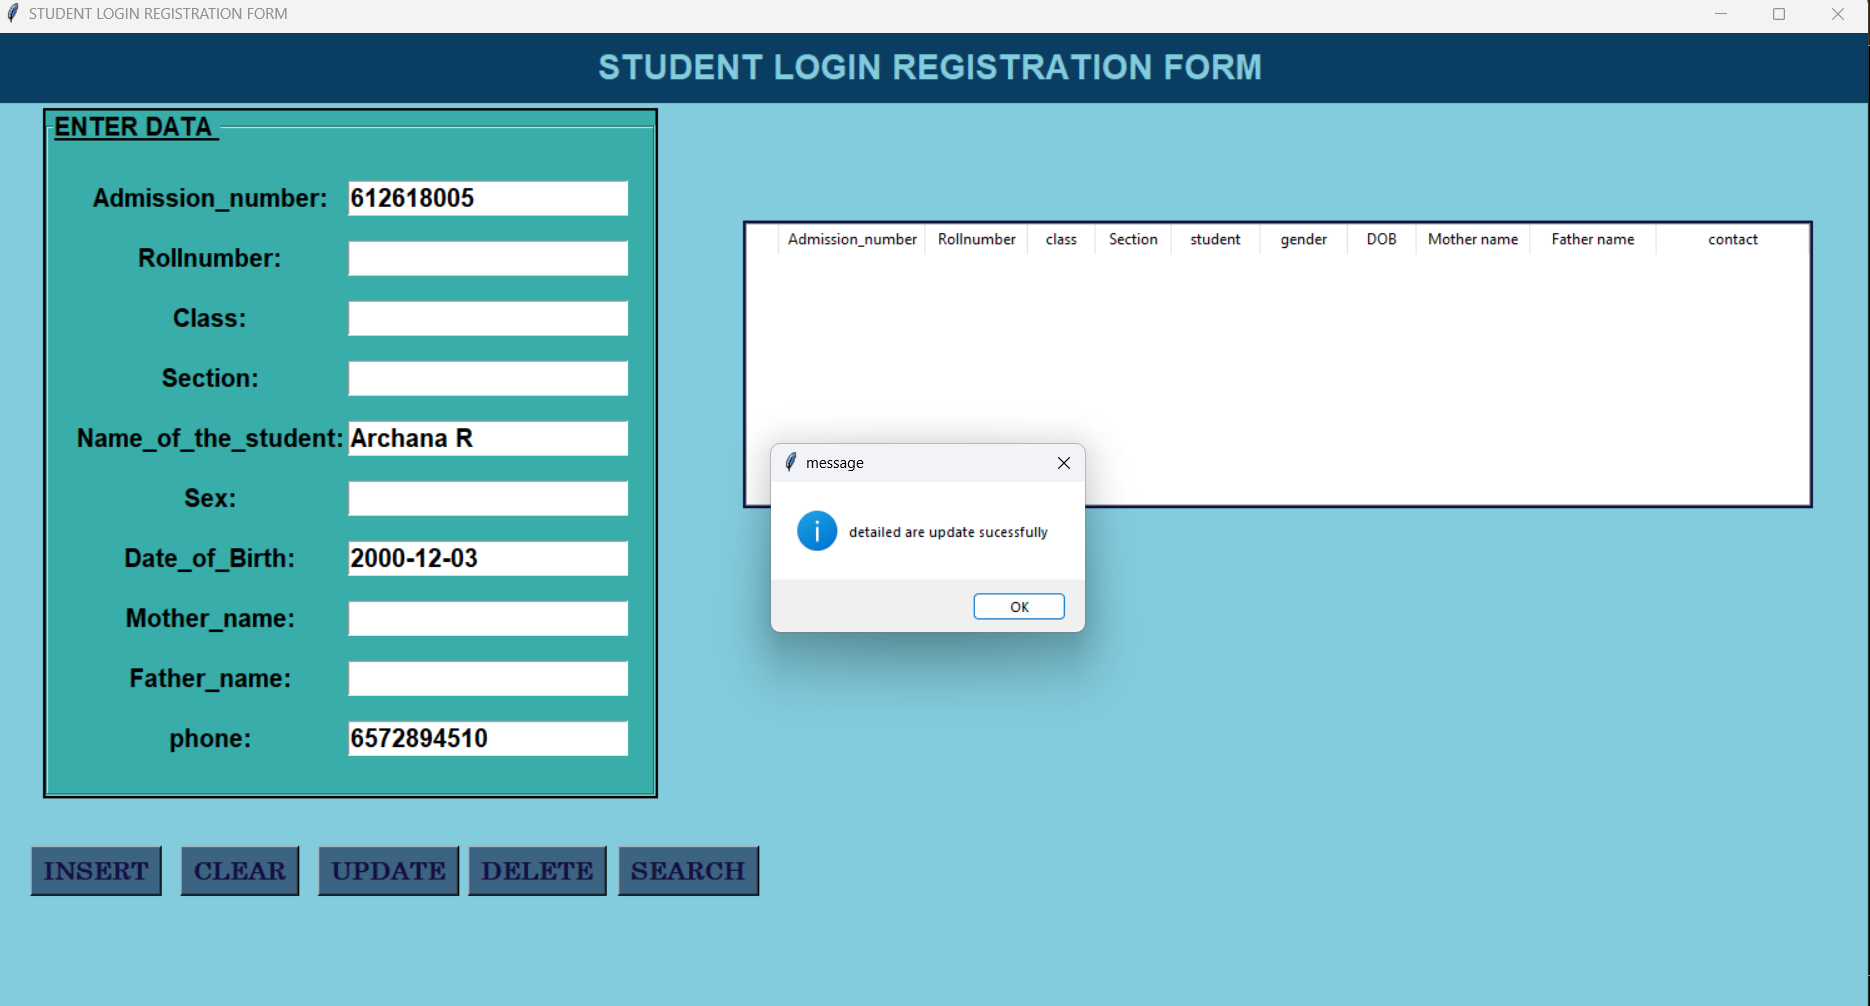 STUDENT LOGIN REGISTRATION FORM
STUDENT LOGIN REGISTRATION FORM
ENTER DATA
Admission_number: 612618005
Rollnumber:
Class:
Section:
Name_of_the_student: Archana R
Sex:
Date_of_Birth: 2000-12-03
Mother_name:
Father_name:
phone: 6572894510
Admission_number Rollnumber class Section student gender DOB Mother name Father name contact
message
detailed are update sucessfully
OK
INSERT CLEAR UPDATE DELETE SEARCH